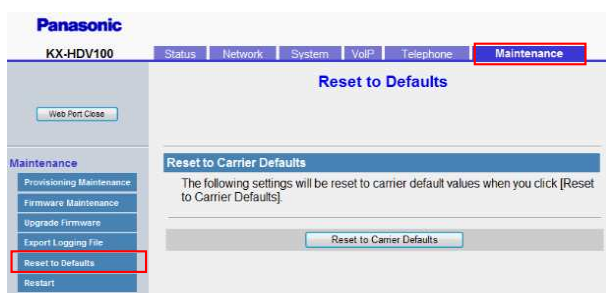 Panasonic
KX-HDV100
Status Network System VoIP Telephone Maintenance
Reset to Defaults
Web Port Close
Maintenance
Provisioning Maintenance
Firmware Maintenance
Upgrade Firmware
Export Logging File
Reset to Defaults
Restart
Reset to Carrier Defaults
The following settings will be reset to carrier default values when you click [Reset
to Carrier Defaults].
Reset to Carrier Defaults